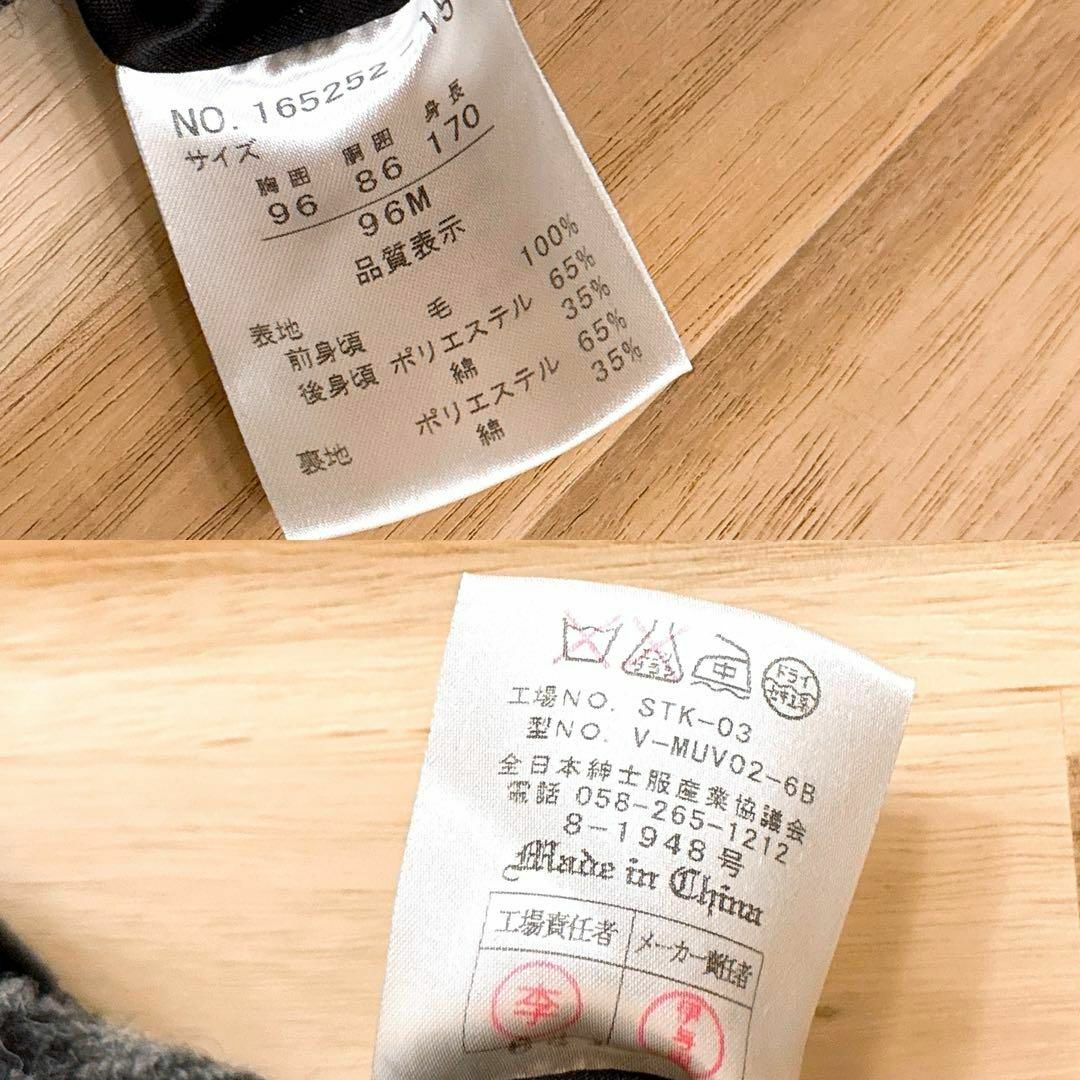 NO. 165252-15
サイズ
胸囲 胴囲 身長
96 86 170
96M
品質表示
表地
前身頃 毛 100%
後身頃 ポリエステル 65%
綿 35%
ポリエステル 65%
裏地 綿 35%
中
ドライ
工場NO. STK-03
型NO. V-MUV02-6B
全日本紳士服産業協議会
電話 058-265-1212
8-1948号
Made in China
工場責任者 メーカー責任者
李